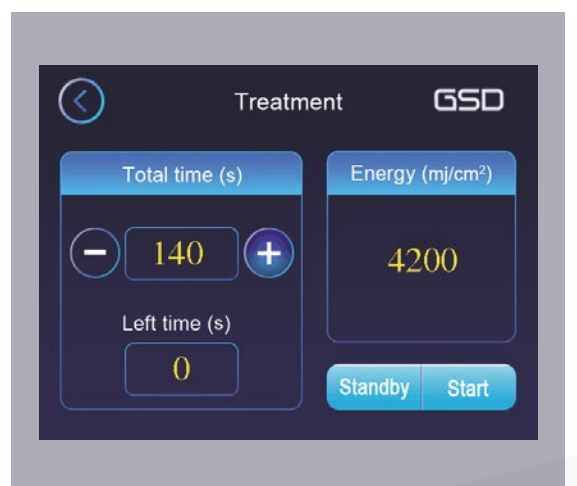 Treatment GSD
Total time (s)
140
Left time (s)
0
Energy (mj/cm²)
4200
Standby Start